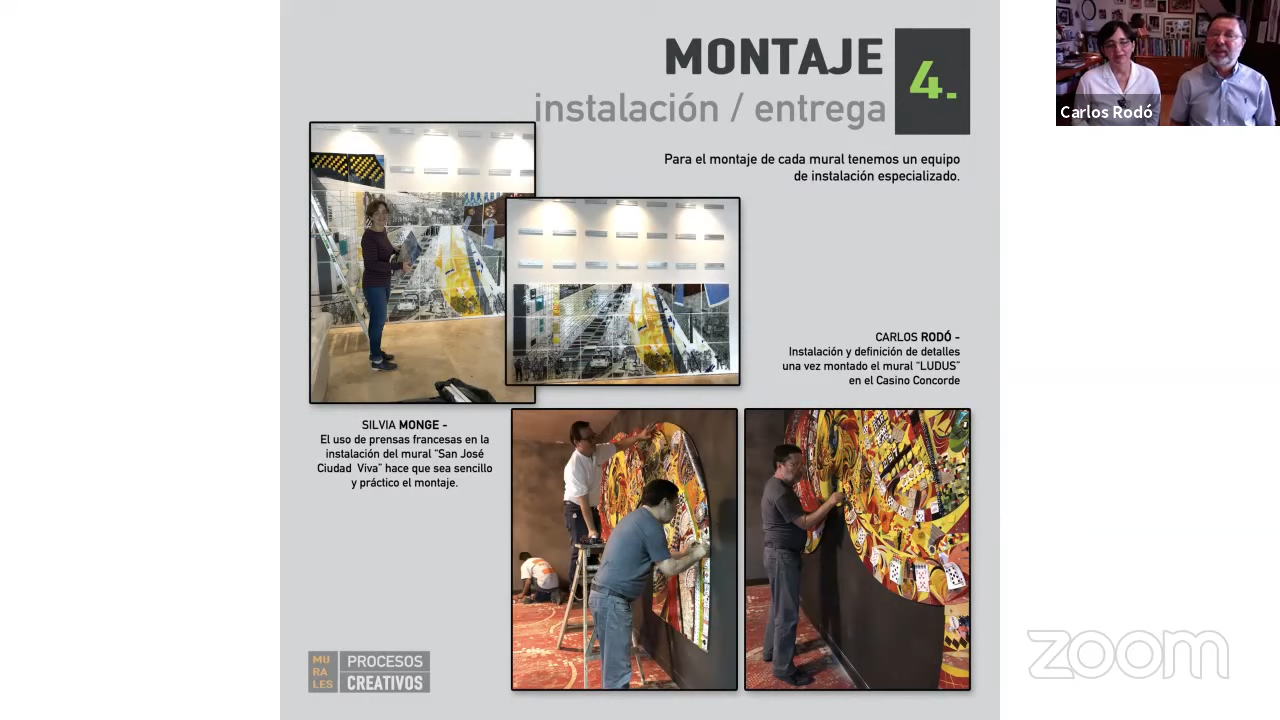 MONTAJE
4.
instalación / entrega
Para el montaje de cada mural tenemos un equipo
de instalación especializado.
CARLOS RODÓ -
Instalación y definición de detalles
una vez montado el mural “LUDUS”
en el Casino Concorde
SILVIA MONGE -
El uso de prensas francesas en la
instalación del mural “San José
Ciudad Viva” hace que sea sencillo
y práctico el montaje.
MU
RA
LES
PROCESOS
CREATIVOS
Carlos Rodó
zoom